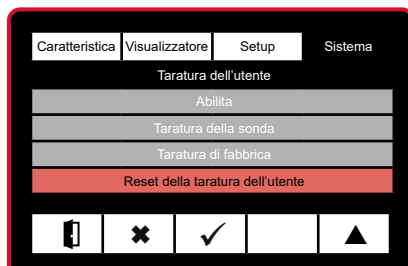 Caratteristica Visualizzatore Setup Sistema
Taratura dell'utente
Abilita
Taratura della sonda
Taratura di fabbrica
Reset della taratura dell'utente